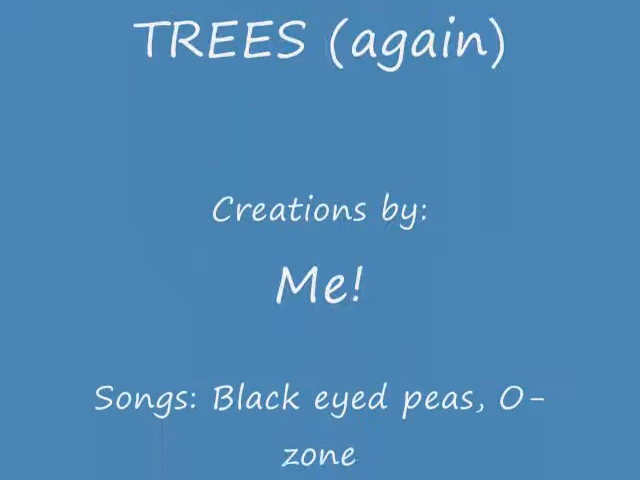 TREES (again)
Creations by:
Me!
Songs: Black eyed peas, O-
zone